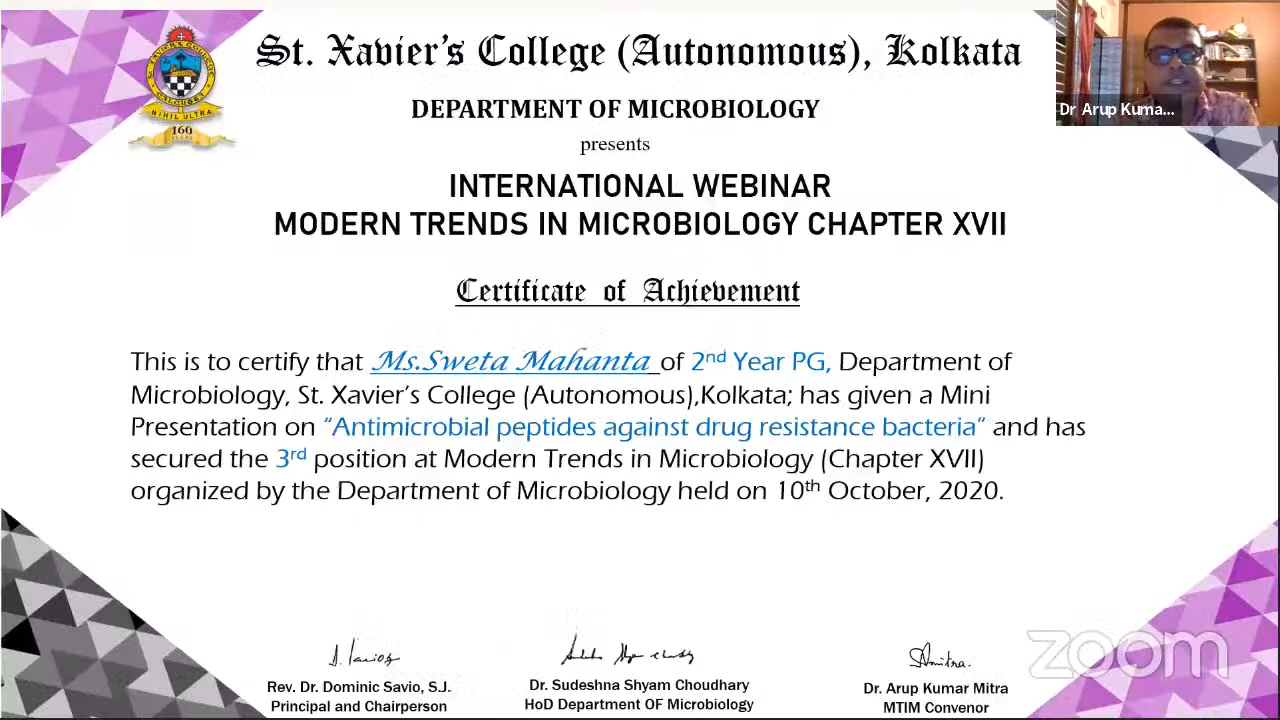 St. Xavier's College (Autonomous), Kolkata
DEPARTMENT OF MICROBIOLOGY
presents
INTERNATIONAL WEBINAR
MODERN TRENDS IN MICROBIOLOGY CHAPTER XVII
Certificate of Achievement
This is to certify that Ms.Sweta Mahanta of 2nd Year PG, Department of
Microbiology, St. Xavier's College (Autonomous),Kolkata; has given a Mini
Presentation on “Antimicrobial peptides against drug resistance bacteria” and has
secured the 3rd position at Modern Trends in Microbiology (Chapter XVII)
organized by the Department of Microbiology held on 10th October, 2020.
Rev. Dr. Dominic Savio, S.J.
Principal and Chairperson
Dr. Sudeshna Shyam Choudhary
HoD Department OF Microbiology
Dr. Arup Kumar Mitra
MTIM Convenor
Dr Arup Kuma...
NIHIL ULTRA
160
YEARS
zoom